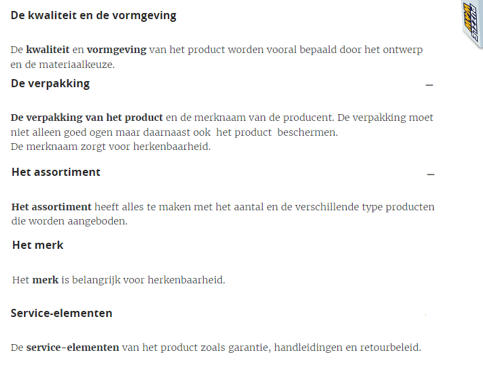 De kwaliteit en de vormgeving
De kwaliteit en vormgeving van het product worden vooral bepaald door het ontwerp
en de materiaalkeuze.
De verpakking
De verpakking van het product en de merknaam van de producent. De verpakking moet
niet alleen goed ogen maar daarnaast ook het product beschermen.
De merknaam zorgt voor herkenbaarheid.
Het assortiment
Het assortiment heeft alles te maken met het aantal en de verschillende type producten
die worden aangeboden.
Het merk
Het merk is belangrijk voor herkenbaarheid.
Service-elementen
De service-elementen van het product zoals garantie, handleidingen en retourbeleid.